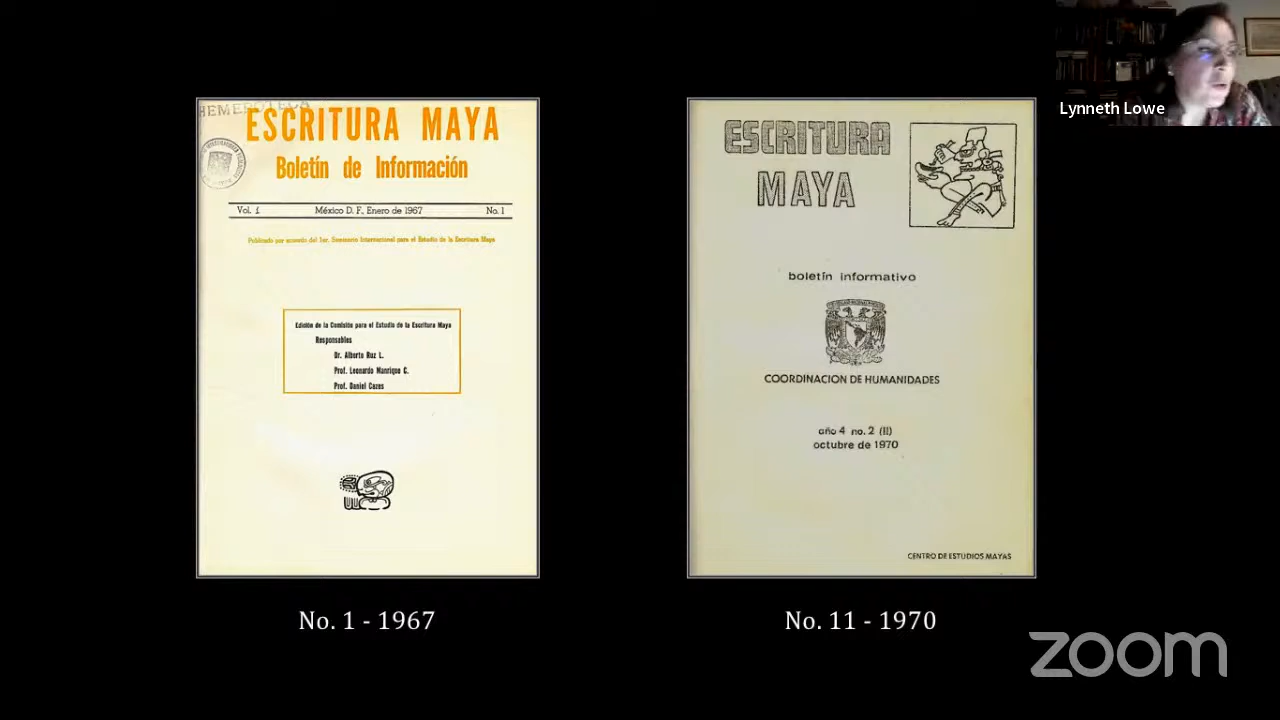 HEMEROTECA
ESCRITURA MAYA
Boletín de Información
Vol. 1 México D. F., Enero de 1967 No. 1
Publicado por acuerdo del 1er. Seminario Internacional para el Estudio de la Escritura Maya
Edición de la Comisión para el Estudio de la Escritura Maya
Responsables
Dr. Alberto Ruz L.
Prof. Leonardo Manrique C.
Prof. Daniel Cazes
No. 1 - 1967
ESCRITURA
MAYA
boletín informativo
COORDINACION DE HUMANIDADES
año 4 no. 2 (II)
octubre de 1970
CENTRO DE ESTUDIOS MAYAS
No. 11 - 1970
Lynneth Lowe
zoom